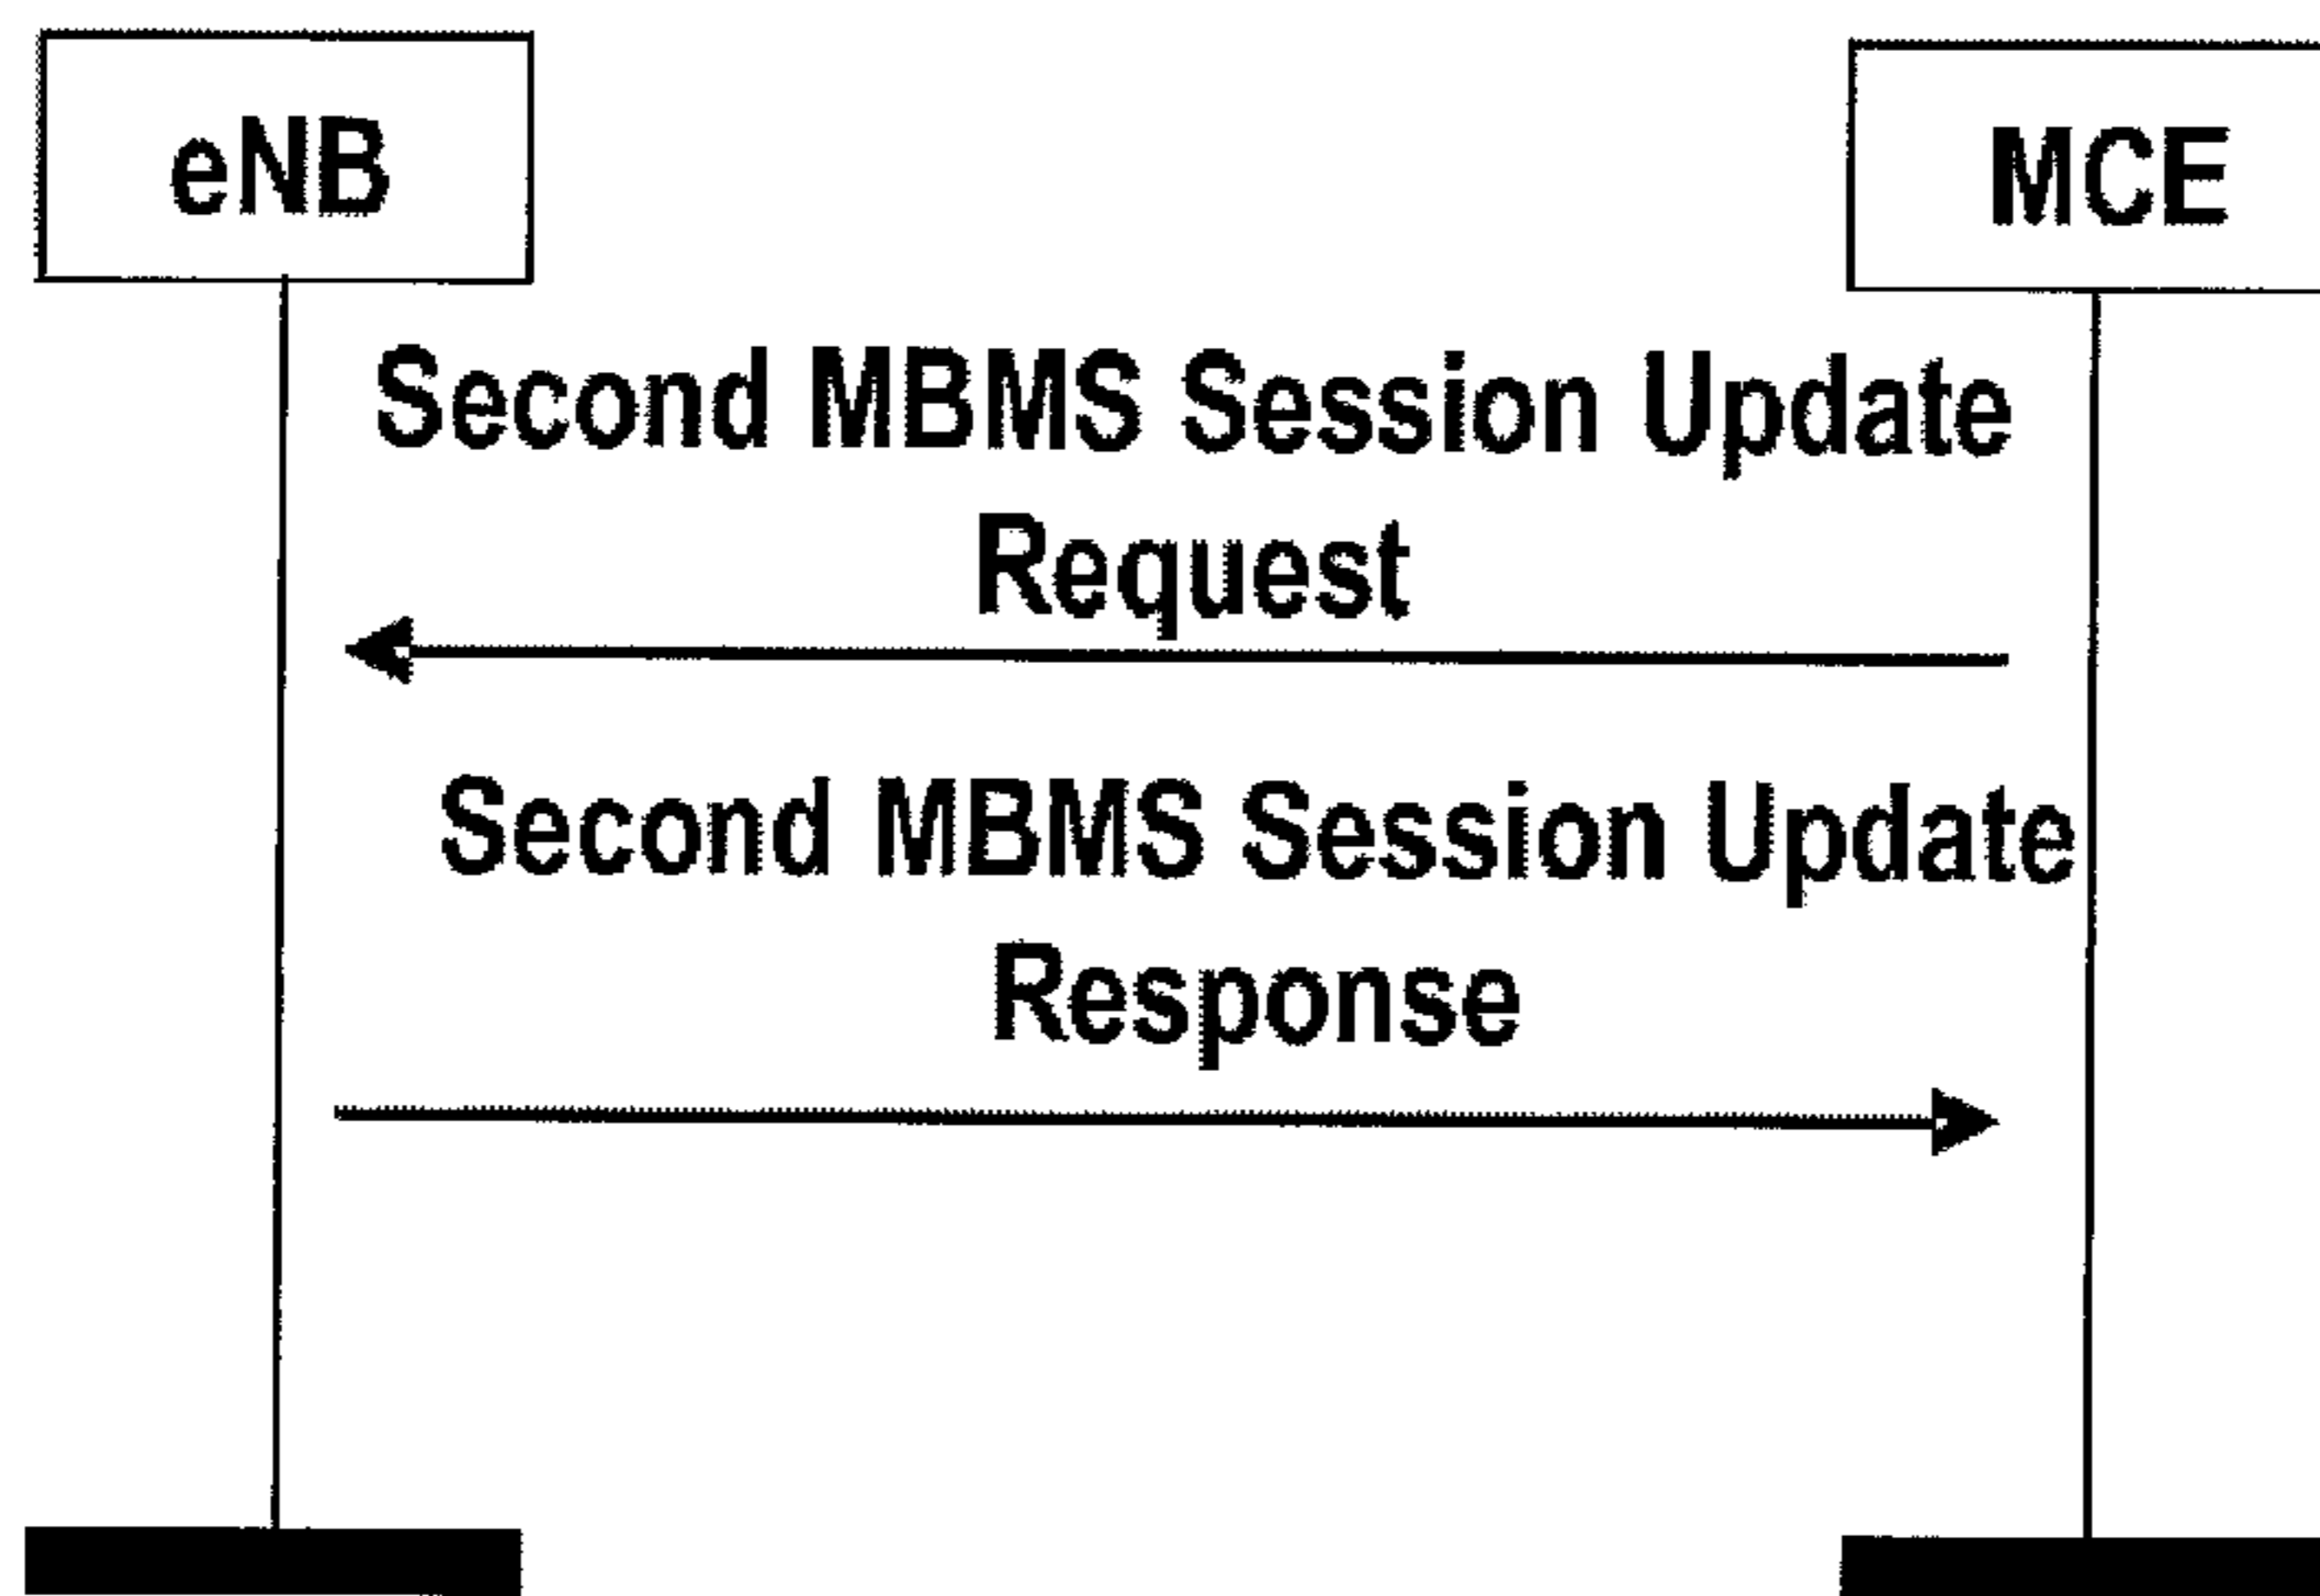 eNB
MCE
Second MBMS Session Update
Request
Second MBMS Session Update
Response